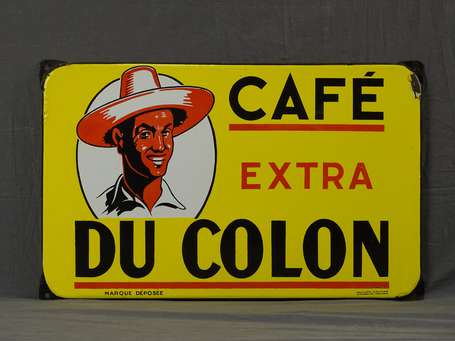 CAFÉ
EXTRA
DU COLON
MARQUE DÉPOSÉE